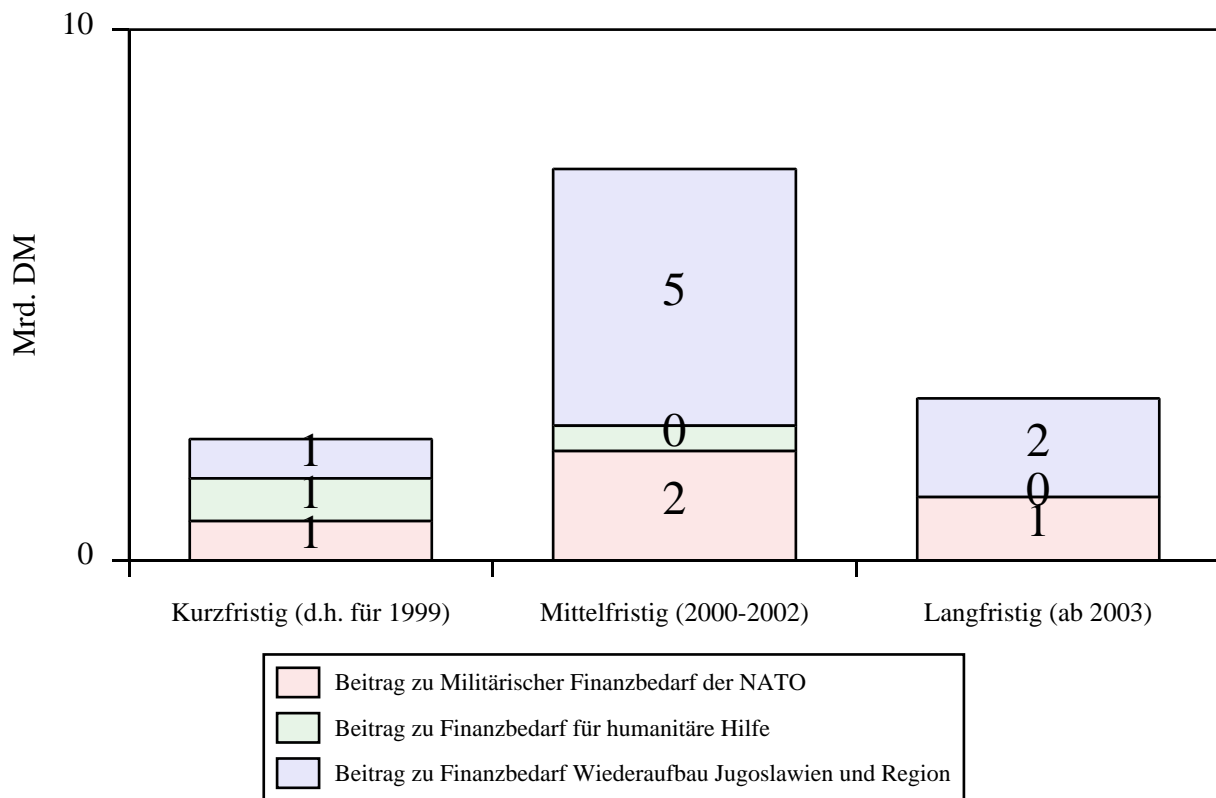 10
Mrd. DM
5
1
0
2
1
2
0
1
1
0
Kurzfristig (d.h. für 1999) Mittelfristig (2000-2002) Langfristig (ab 2003)
Beitrag zu Militärischer Finanzbedarf der NATO
Beitrag zu Finanzbedarf für humanitäre Hilfe
Beitrag zu Finanzbedarf Wiederaufbau Jugoslawien und Region